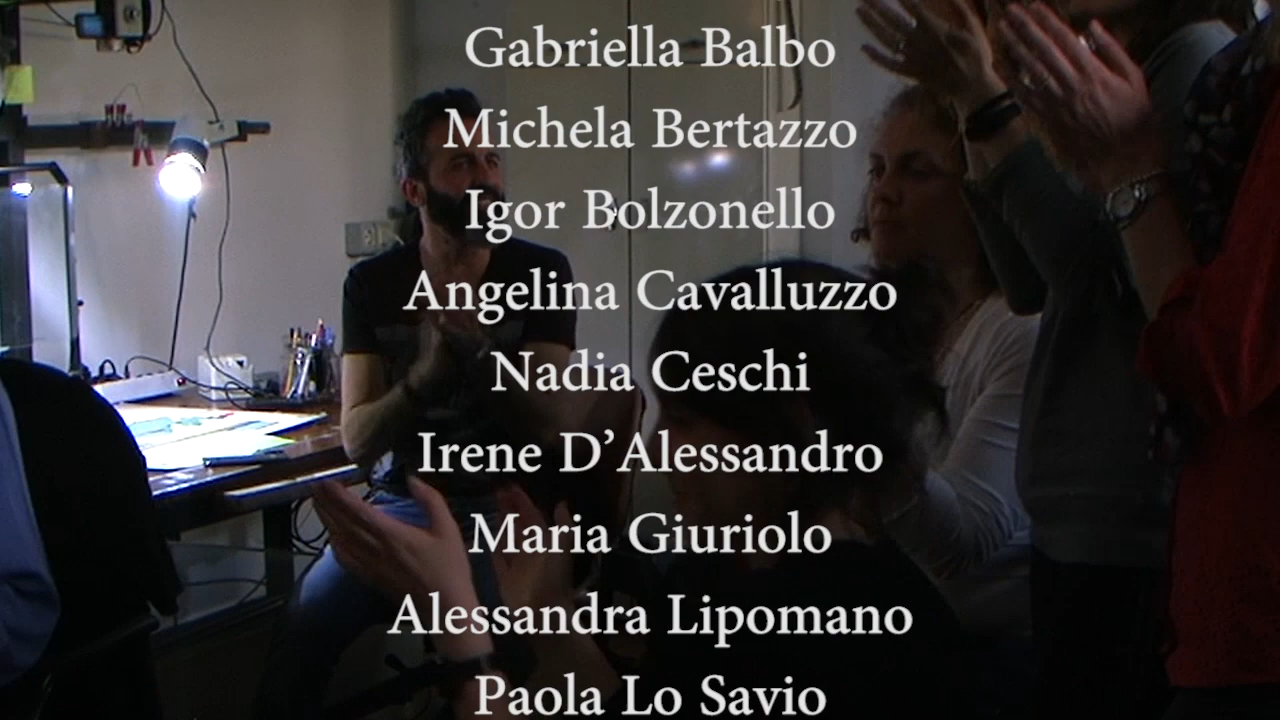 Gabriella Balbo
Michela Bertazzo
Igor Bolzonello
Angelina Cavalluzzo
Nadia Ceschi
Irene D’Alessandro
Maria Giuriolo
Alessandra Lipomano
Paola Lo Savio